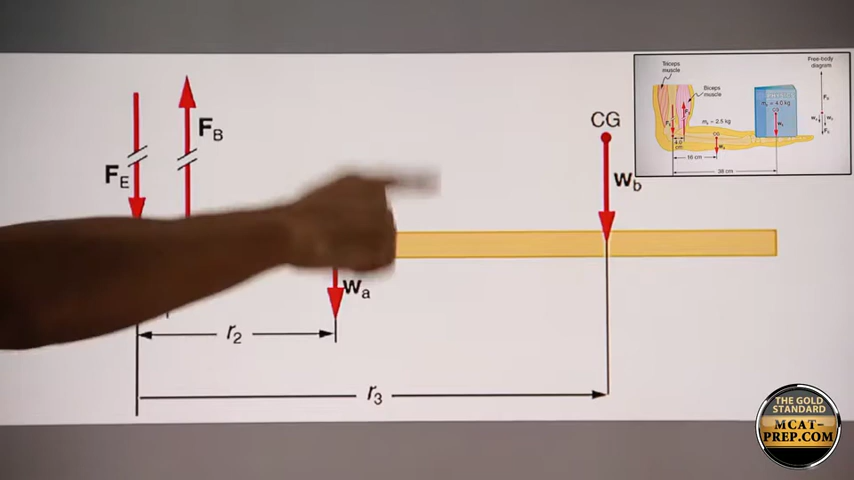 F_E
F_B
CG
w_b
w_a
r_2
r_3
Triceps
muscle
Biceps
muscle
Free-body
diagram
m_b = 4.0 kg
CG
m_a = 2.5 kg
CG
4.0
cm
16 cm
38 cm
THE GOLD
STANDARD
MCAT-
PREP.COM